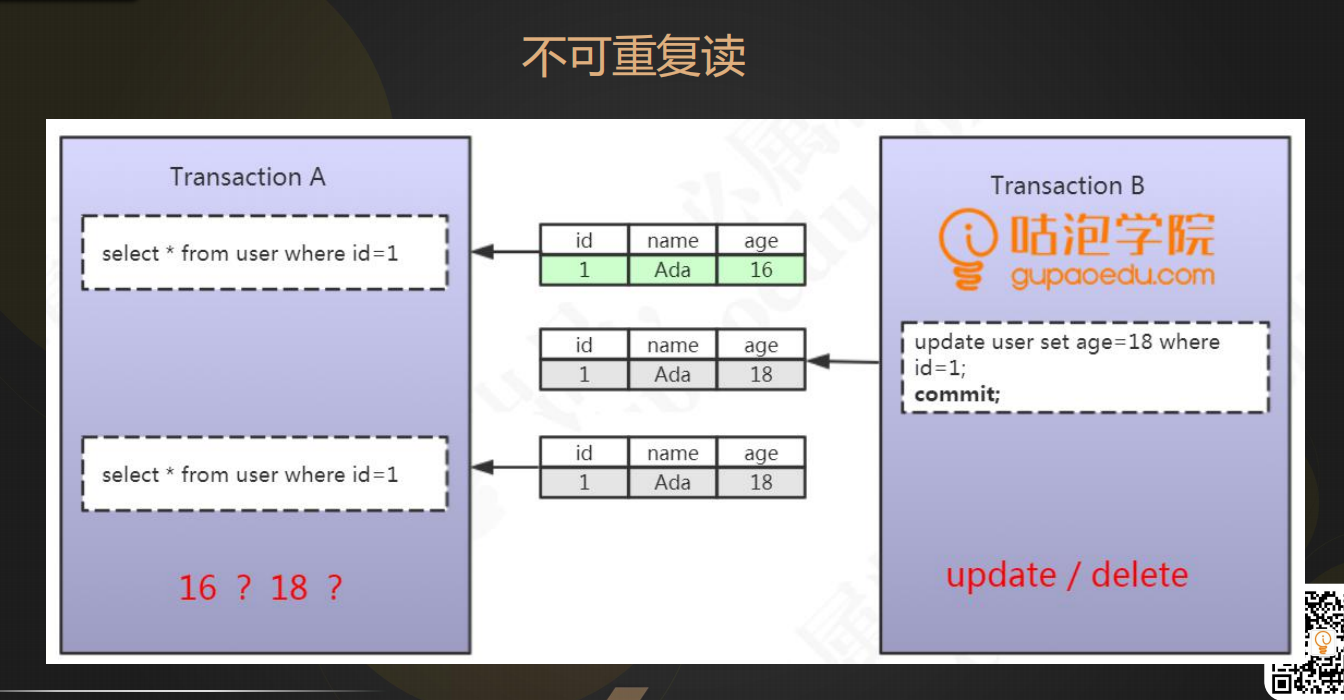 不可重复读
Transaction A
select * from user where id=1
id name age
1 Ada 16
Transaction B
咕泡学院
gupaoedu.com
id name age
1 Ada 18
update user set age=18 where
id=1;
commit;
select * from user where id=1
id name age
1 Ada 18
16 ? 18 ?
update / delete